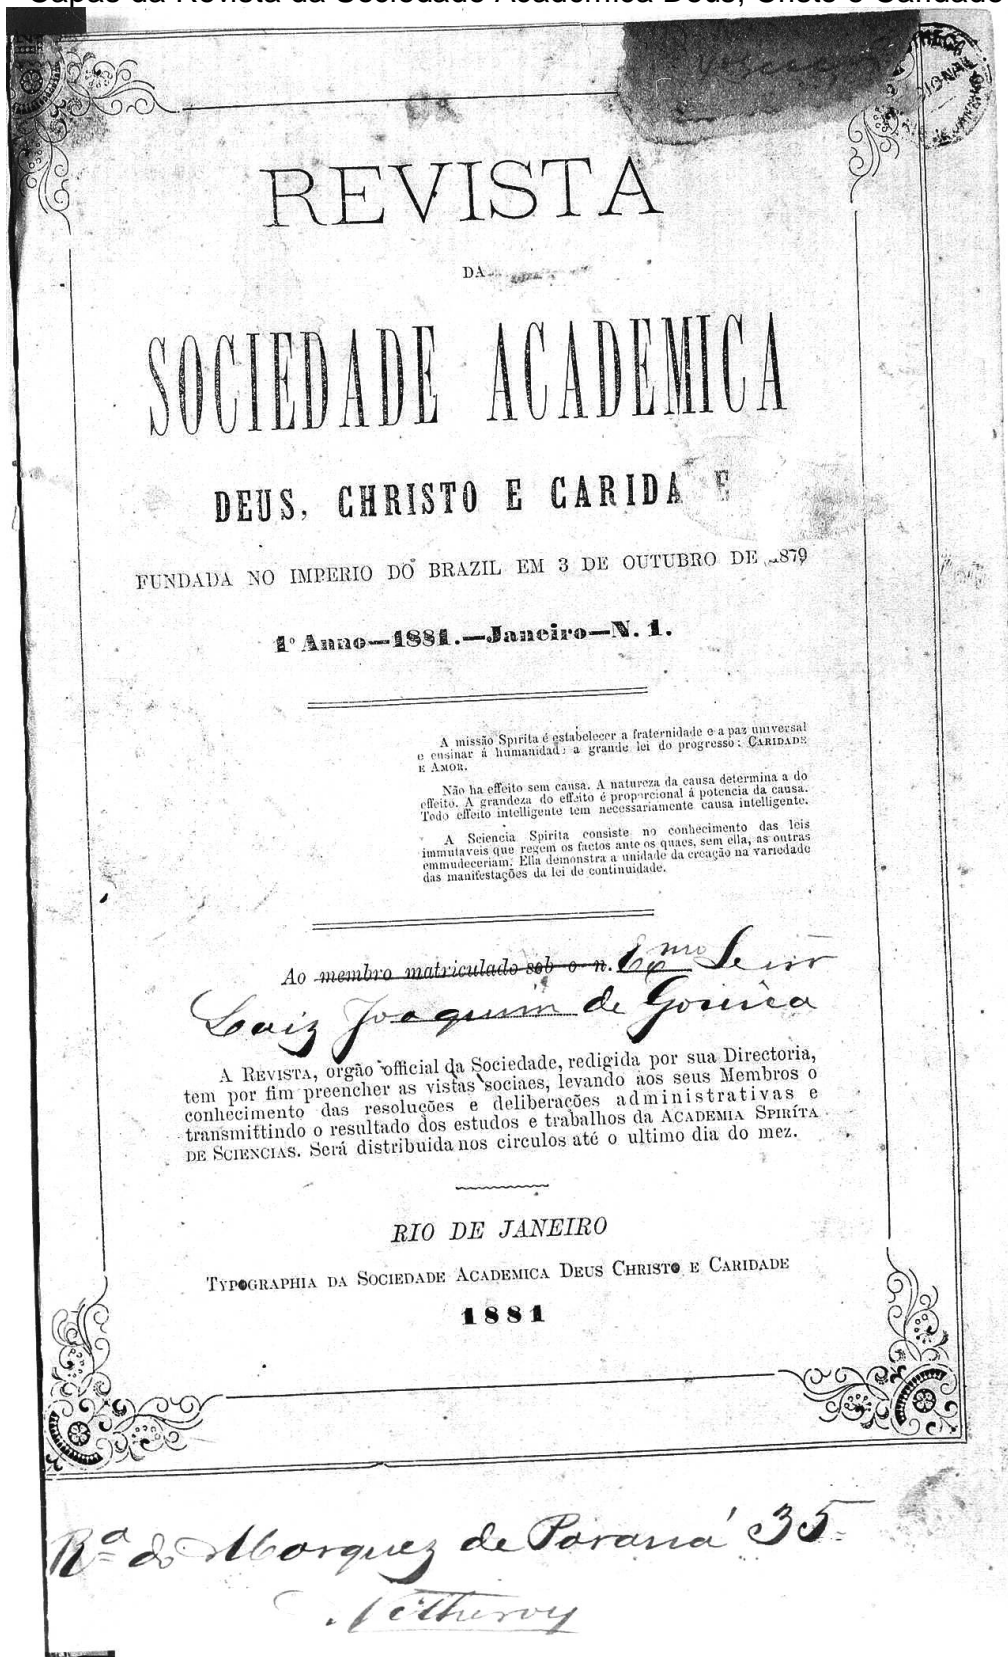 Capas da Revista da Sociedade Acadêmica Deus, Cristo e Caridade
REVISTA
DA
SOCIEDADE ACADEMICA
DEUS, CHRISTO E CARIDA E
FUNDADA NO IMPERIO DO BRAZIL EM 3 DE OUTUBRO DE 1879
1º Anno—1881.—Janeiro—N. 1.
A missão Spirita é estabelecer a fraternidade e a paz universal
e ensinar á humanidade a grande lei do progresso: CARIDADE
E AMOR.
Não ha effeito sem causa. A natureza da causa determina a do
effeito. A grandeza do effeito é proporcional á potencia da causa.
Todo effeito intelligente tem necessariamente causa intelligente.
A Sciencia Spirita consiste no conhecimento das leis
immutaveis que regem os factos ante os quaes, sem ella, as outras
emmudeceriam. Ella demonstra a unidade da creação na variedade
das manifestações da lei de continuidade.
Ao membro matriculado sob o n. Exmo Senr
Luiz Joaquim de Gouvêa
A REVISTA, orgão official da Sociedade, redigida por sua Directoria,
tem por fim preencher as vistas sociaes, levando aos seus Membros o
conhecimento das resoluções e deliberações administrativas e
transmittindo o resultado dos estudos e trabalhos da ACADEMIA SPIRÍTA
DE SCIENCIAS. Será distribuida nos circulos até o ultimo dia do mez.
RIO DE JANEIRO
TYPOGRAPHIA DA SOCIEDADE ACADEMICA DEUS CHRISTO E CARIDADE
1881
Rª do Marquez de Paraná 35
Nitheroy